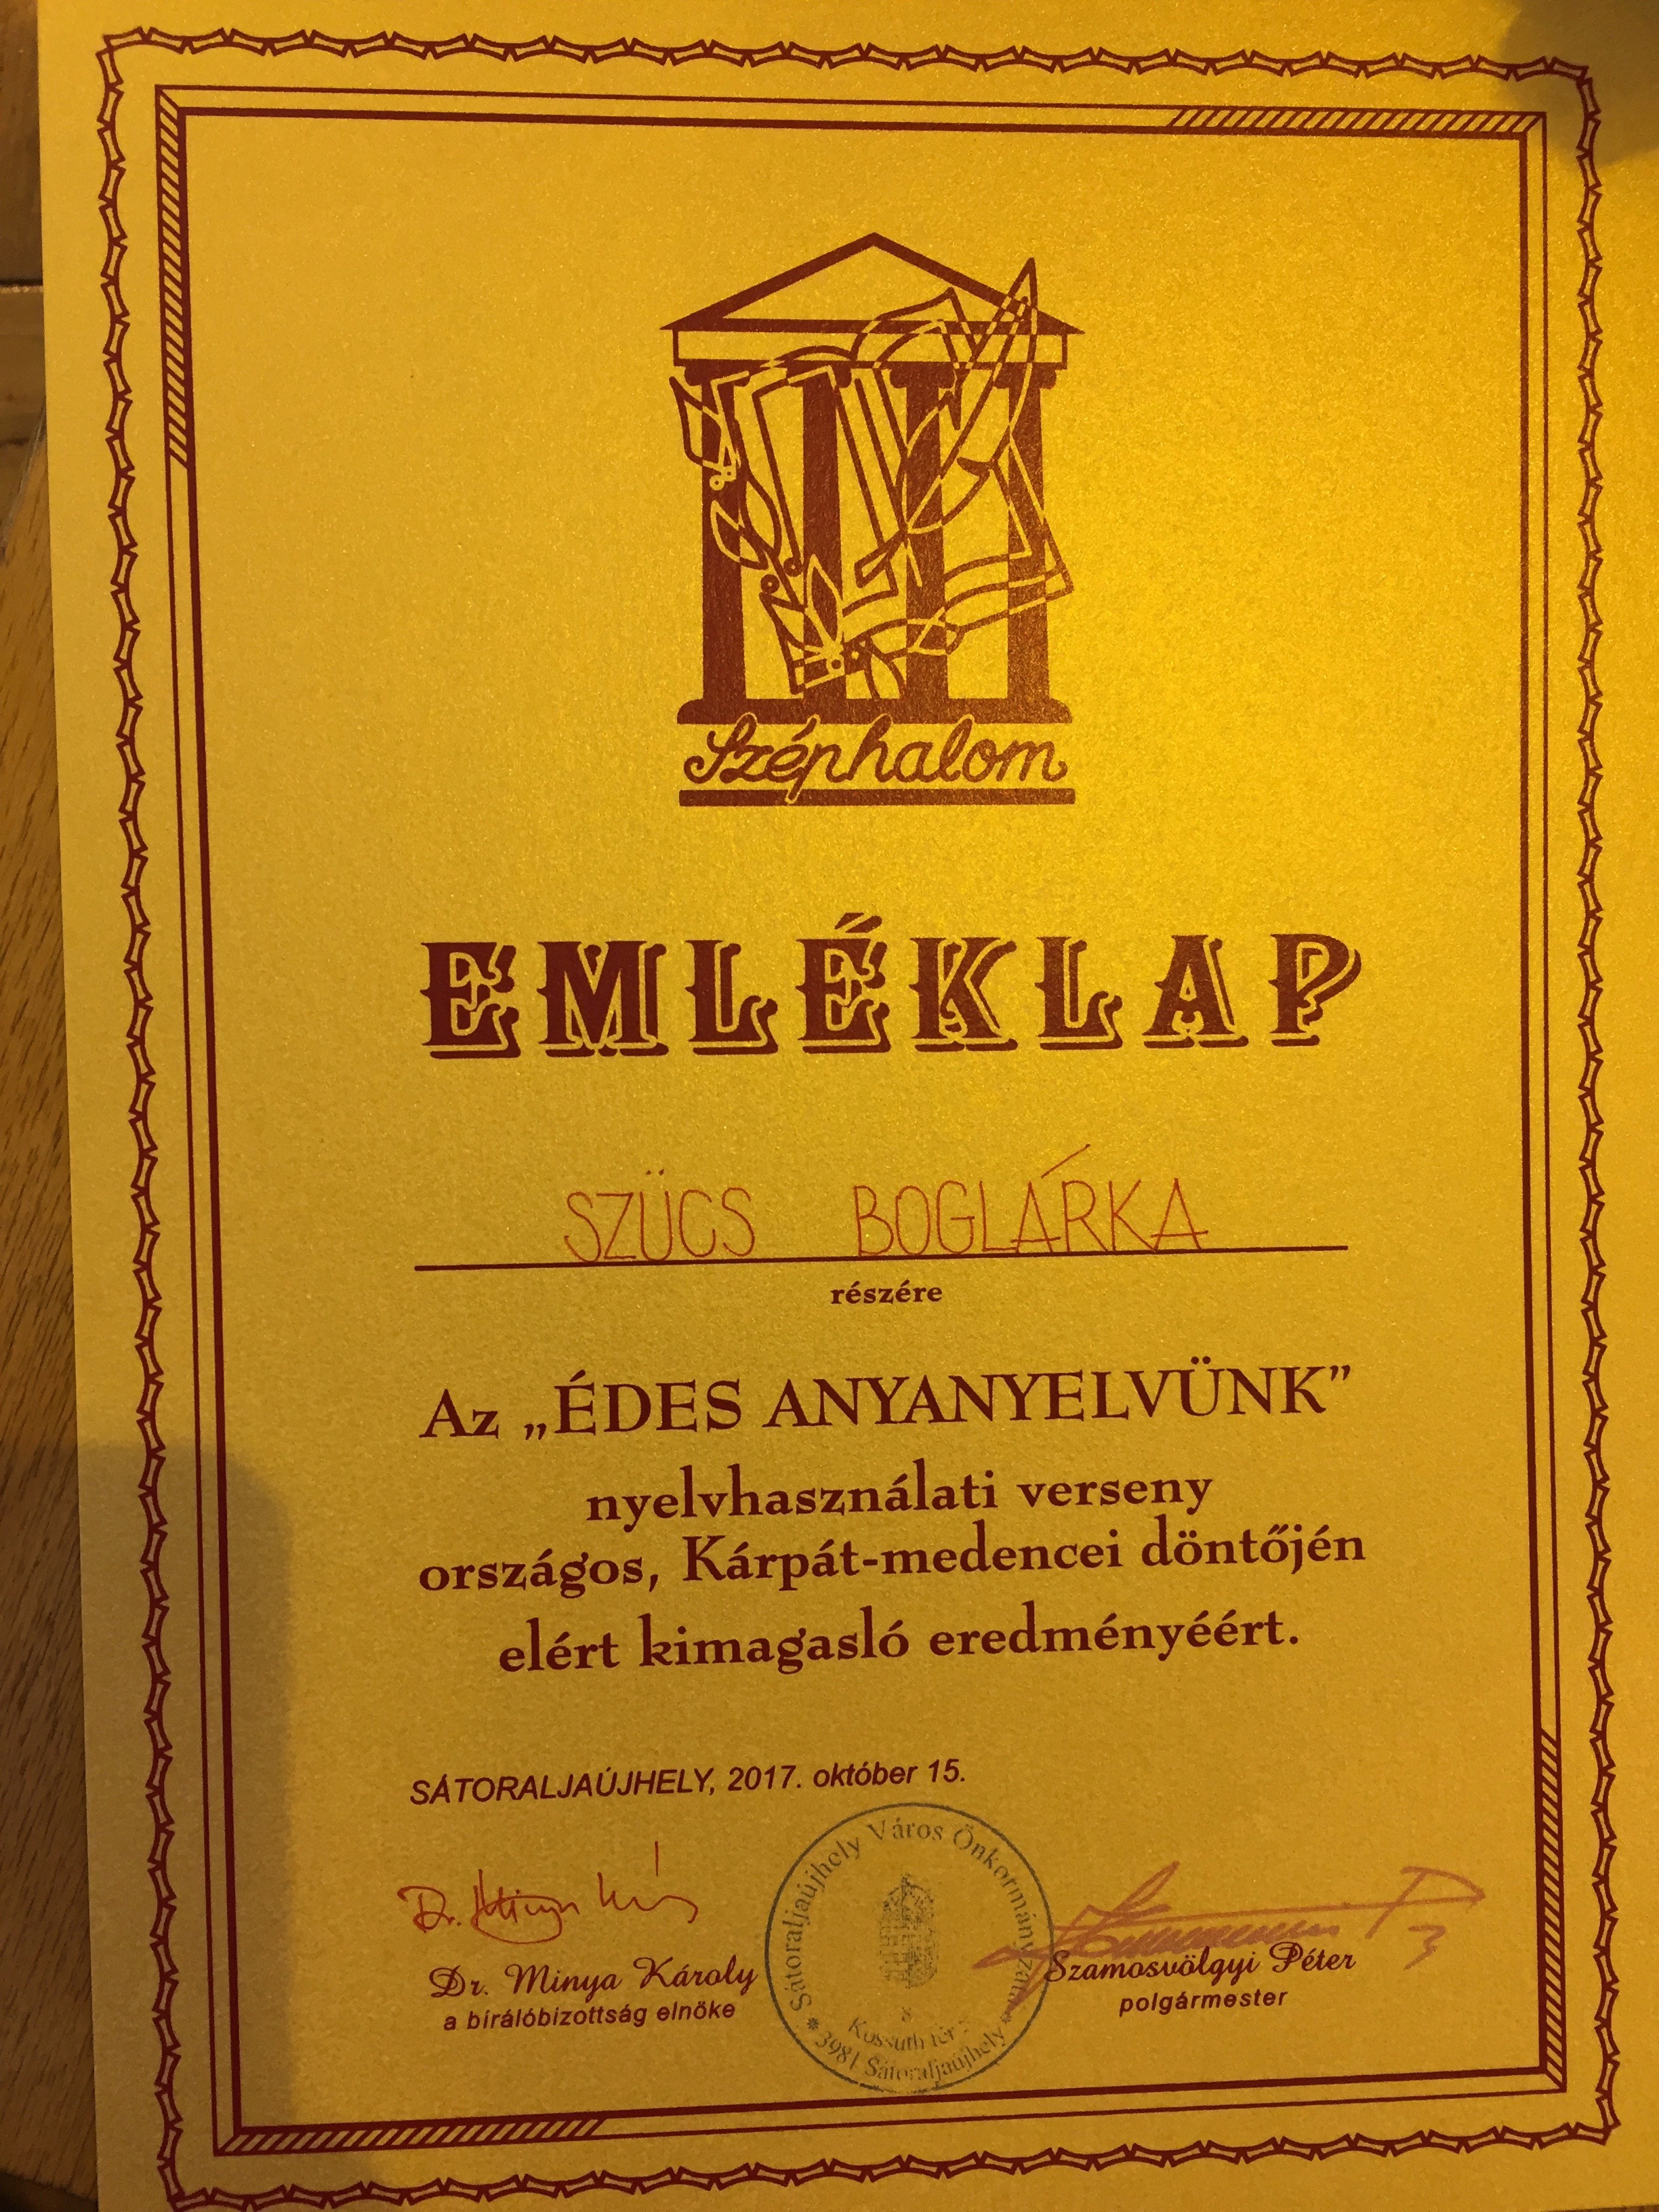 Széphalom
EMLÉKLAP
SZÜCS BOGLÁRKA
részére
Az „ÉDES ANYANYELVÜNK”
nyelvhasználati verseny
országos, Kárpát-medencei döntőjén
elért kimagasló eredményéért.
SÁTORALJAÚJHELY, 2017. október 15.
Sátoraljaújhely Város Önkormányzata
Kossuth tér
3981 Sátoraljaújhely
Dr. Minya Károly
a bírálóbizottság elnöke
Szamosvölgyi Péter
polgármester